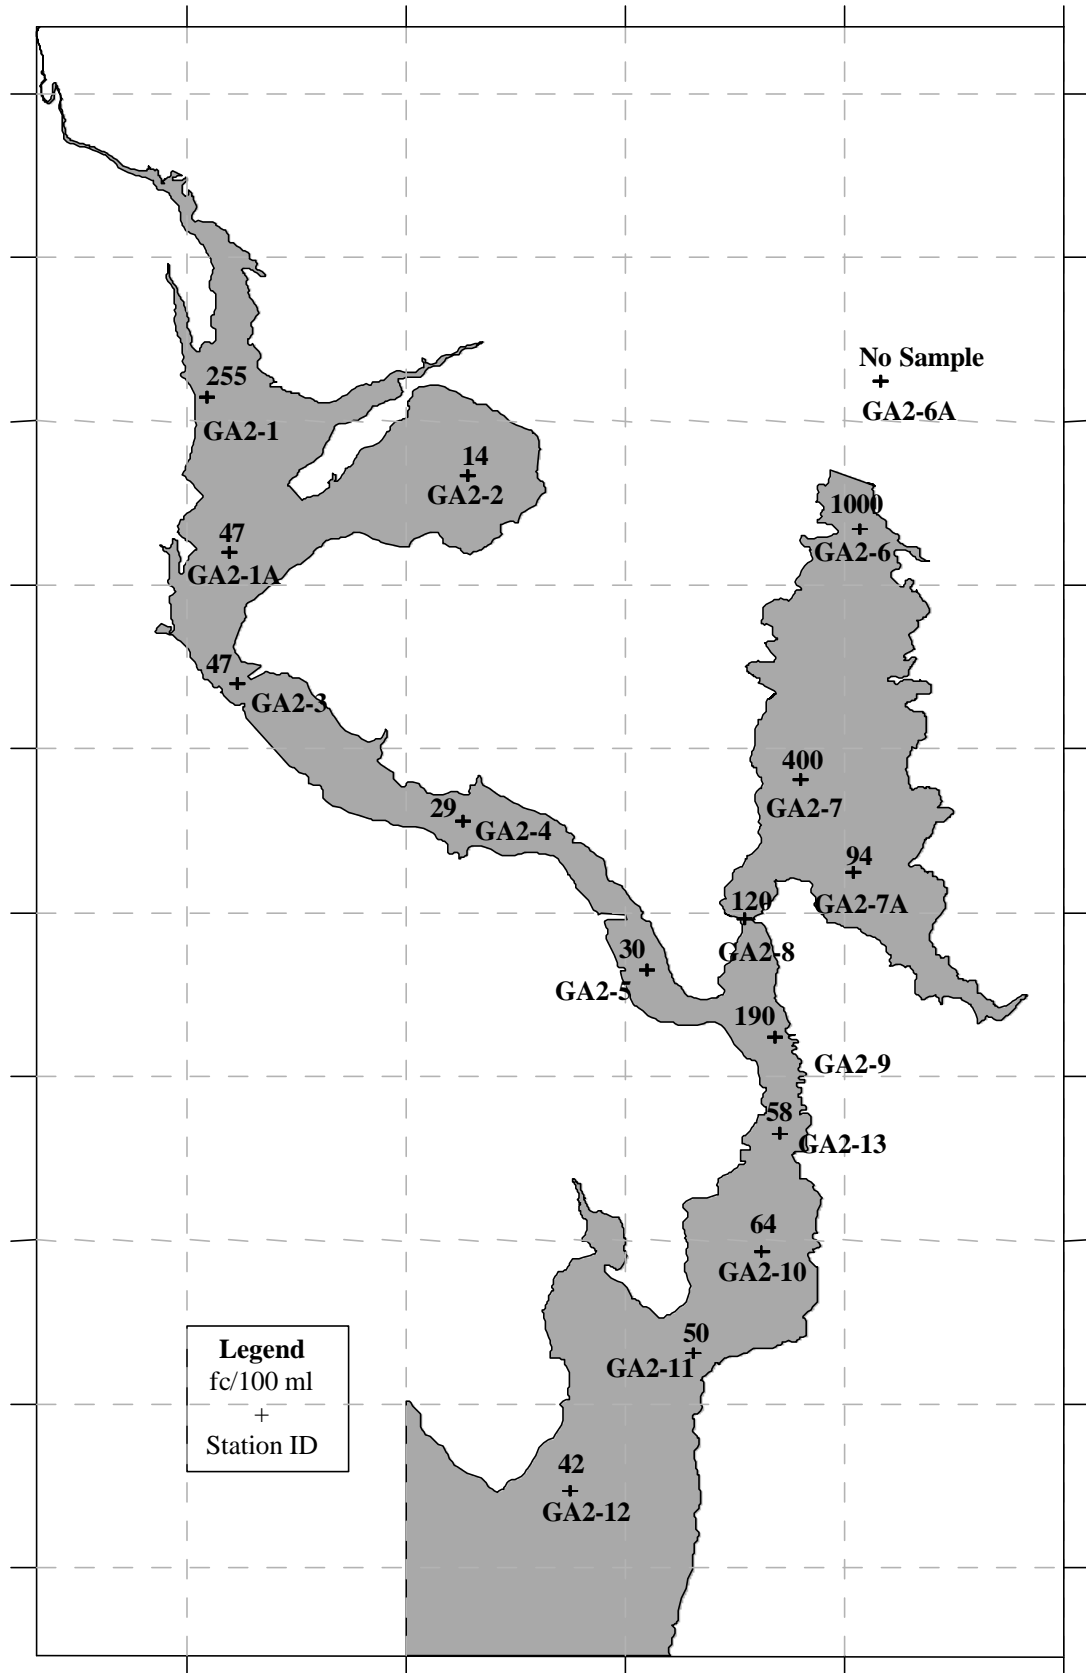 No Sample
GA2-6A
255
GA2-1
14
GA2-2
1000
GA2-6
47
GA2-1A
47
GA2-3
400
GA2-7
29
GA2-4
94
GA2-7A
120
GA2-8
30
GA2-5
190
GA2-9
58
GA2-13
64
GA2-10
50
GA2-11
Legend
fc/100 ml
+
Station ID
42
GA2-12